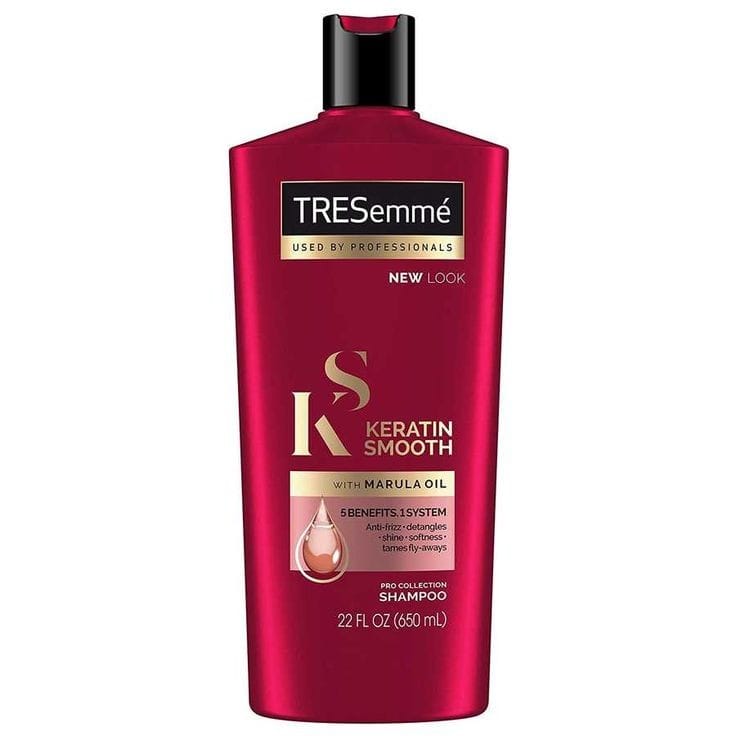 TRESemmé
USED BY PROFESSIONALS
NEW LOOK
KS
KERATIN
SMOOTH
WITH MARULA OIL
5 BENEFITS, 1 SYSTEM
Anti-frizz • detangles
• shine • softness •
tames fly-aways
PRO COLLECTION
SHAMPOO
22 FL OZ (650 mL)